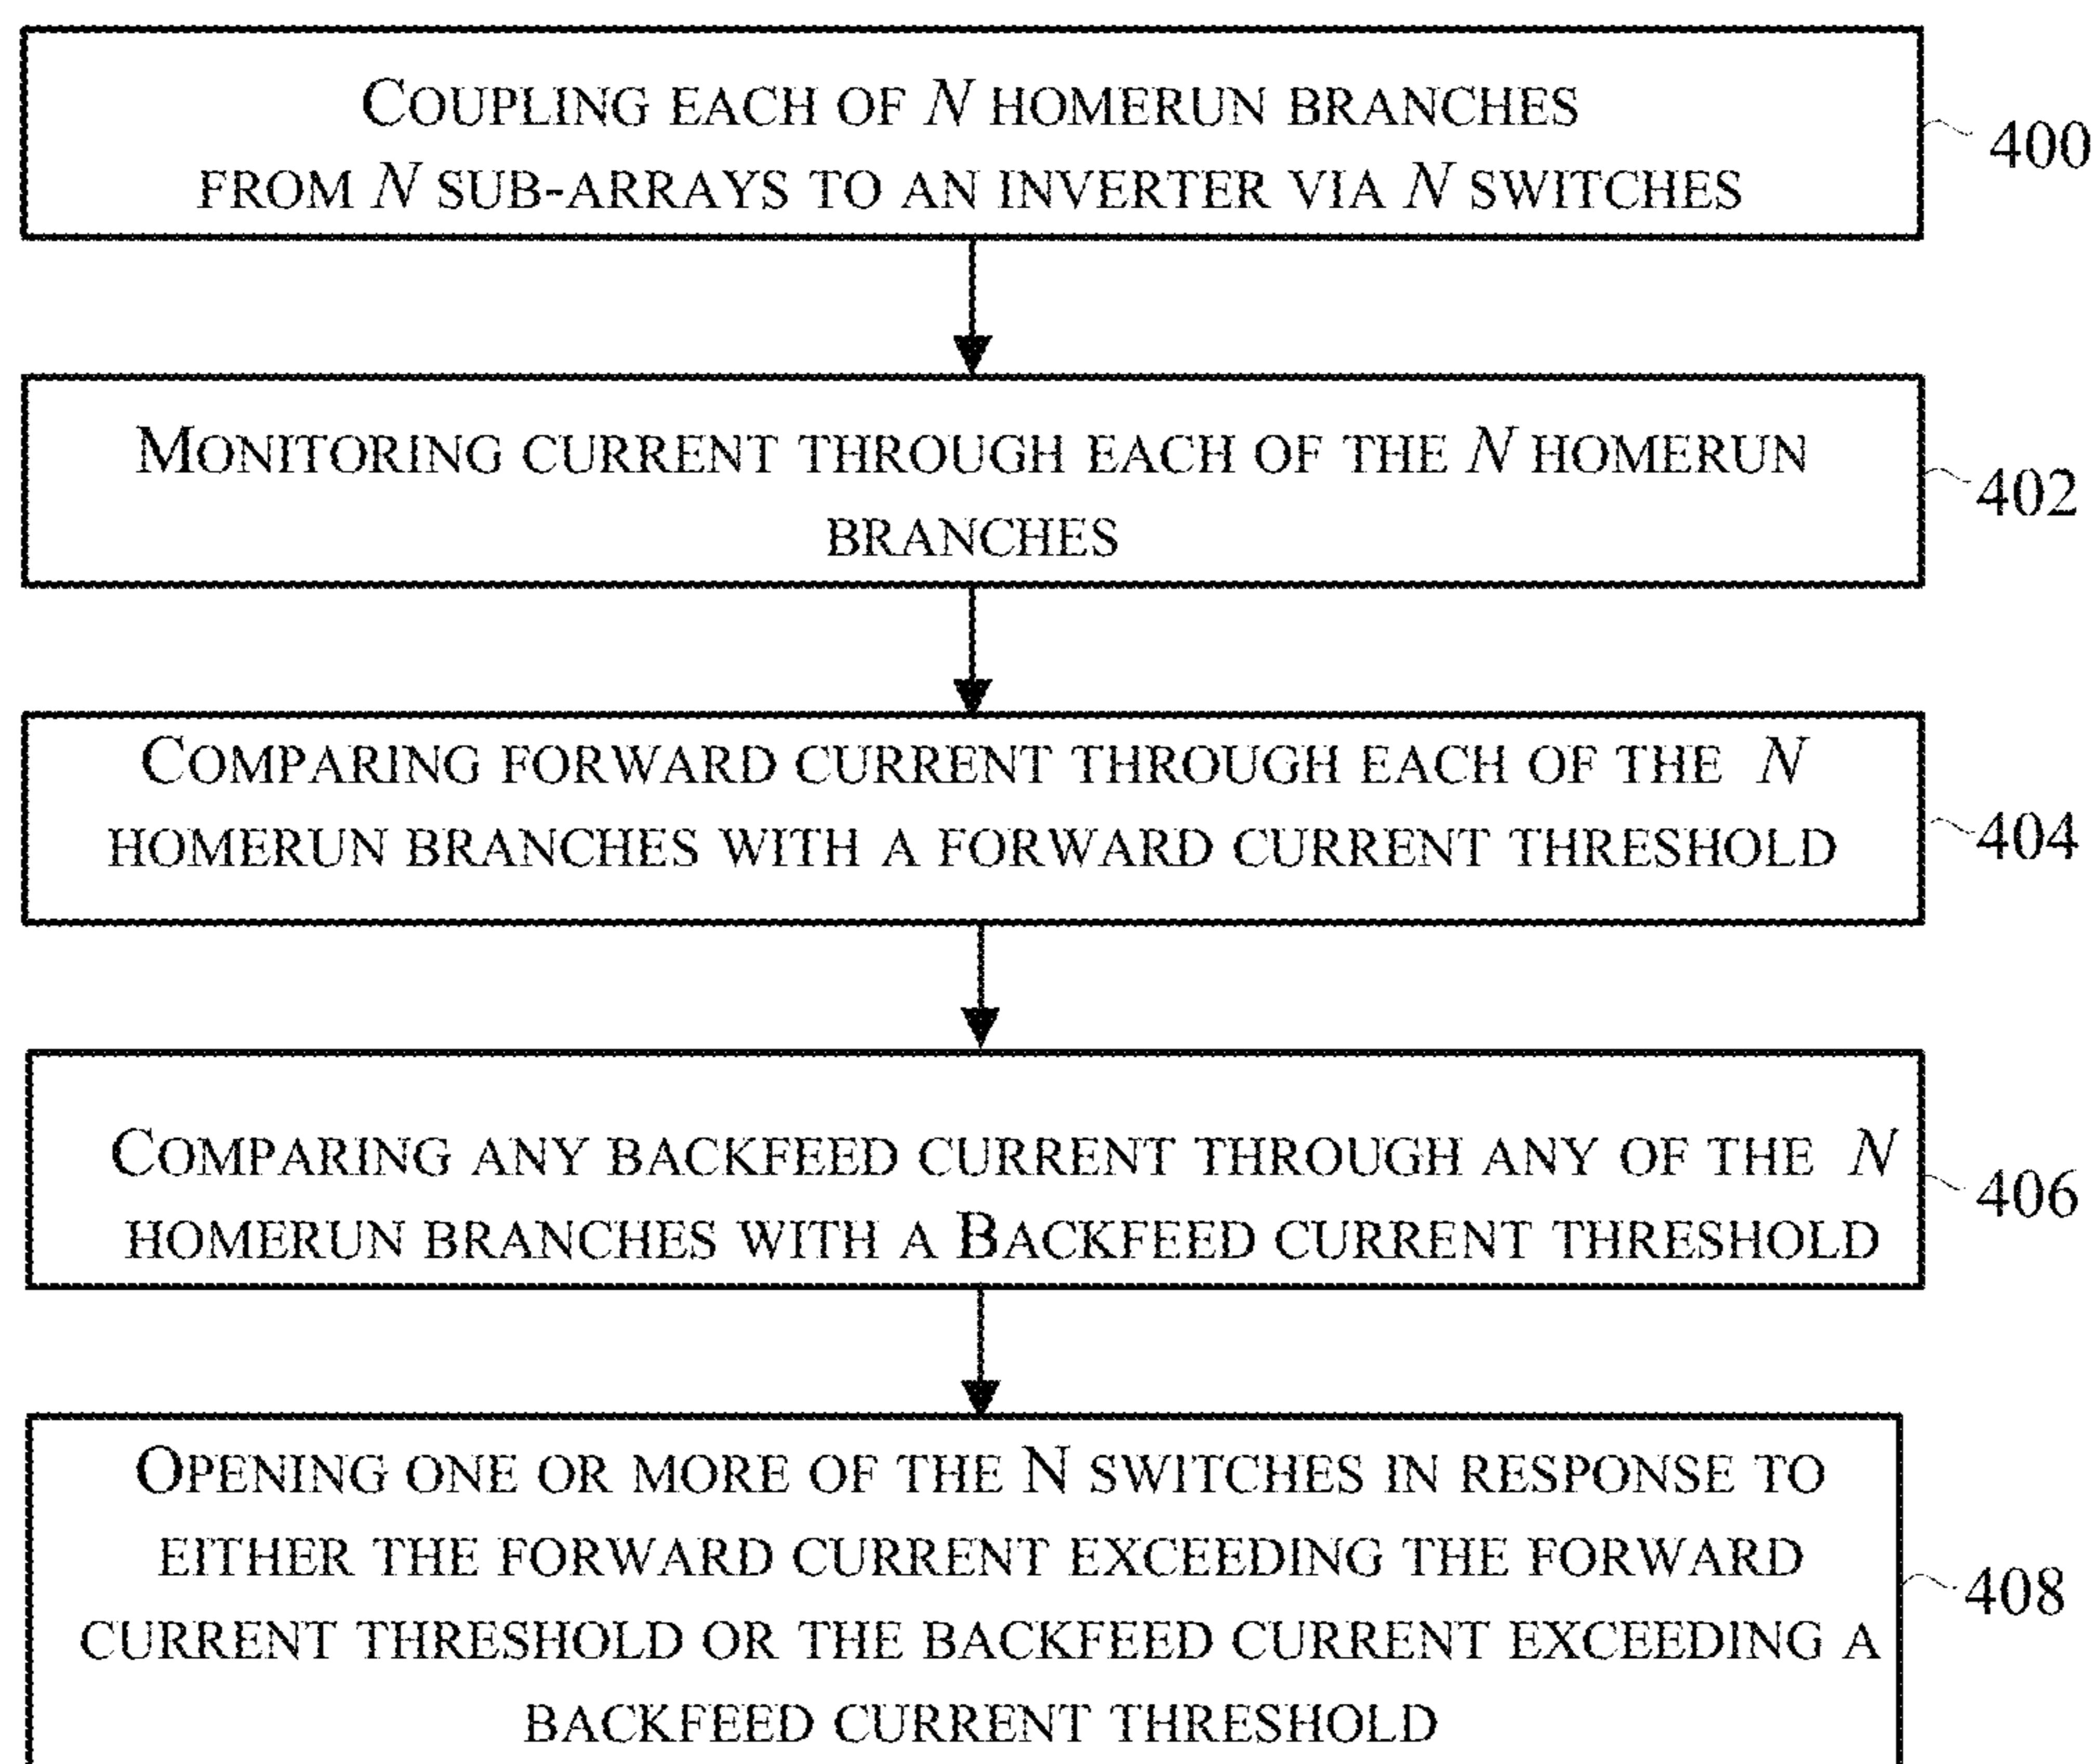 COUPLING EACH OF N HOMERUN BRANCHES
FROM N SUB-ARRAYS TO AN INVERTER VIA N SWITCHES
400
MONITORING CURRENT THROUGH EACH OF THE N HOMERUN
BRANCHES
402
COMPARING FORWARD CURRENT THROUGH EACH OF THE N
HOMERUN BRANCHES WITH A FORWARD CURRENT THRESHOLD
404
COMPARING ANY BACKFEED CURRENT THROUGH ANY OF THE N
HOMERUN BRANCHES WITH A BACKFEED CURRENT THRESHOLD
406
OPENING ONE OR MORE OF THE N SWITCHES IN RESPONSE TO
EITHER THE FORWARD CURRENT EXCEEDING THE FORWARD
CURRENT THRESHOLD OR THE BACKFEED CURRENT EXCEEDING A
BACKFEED CURRENT THRESHOLD
408